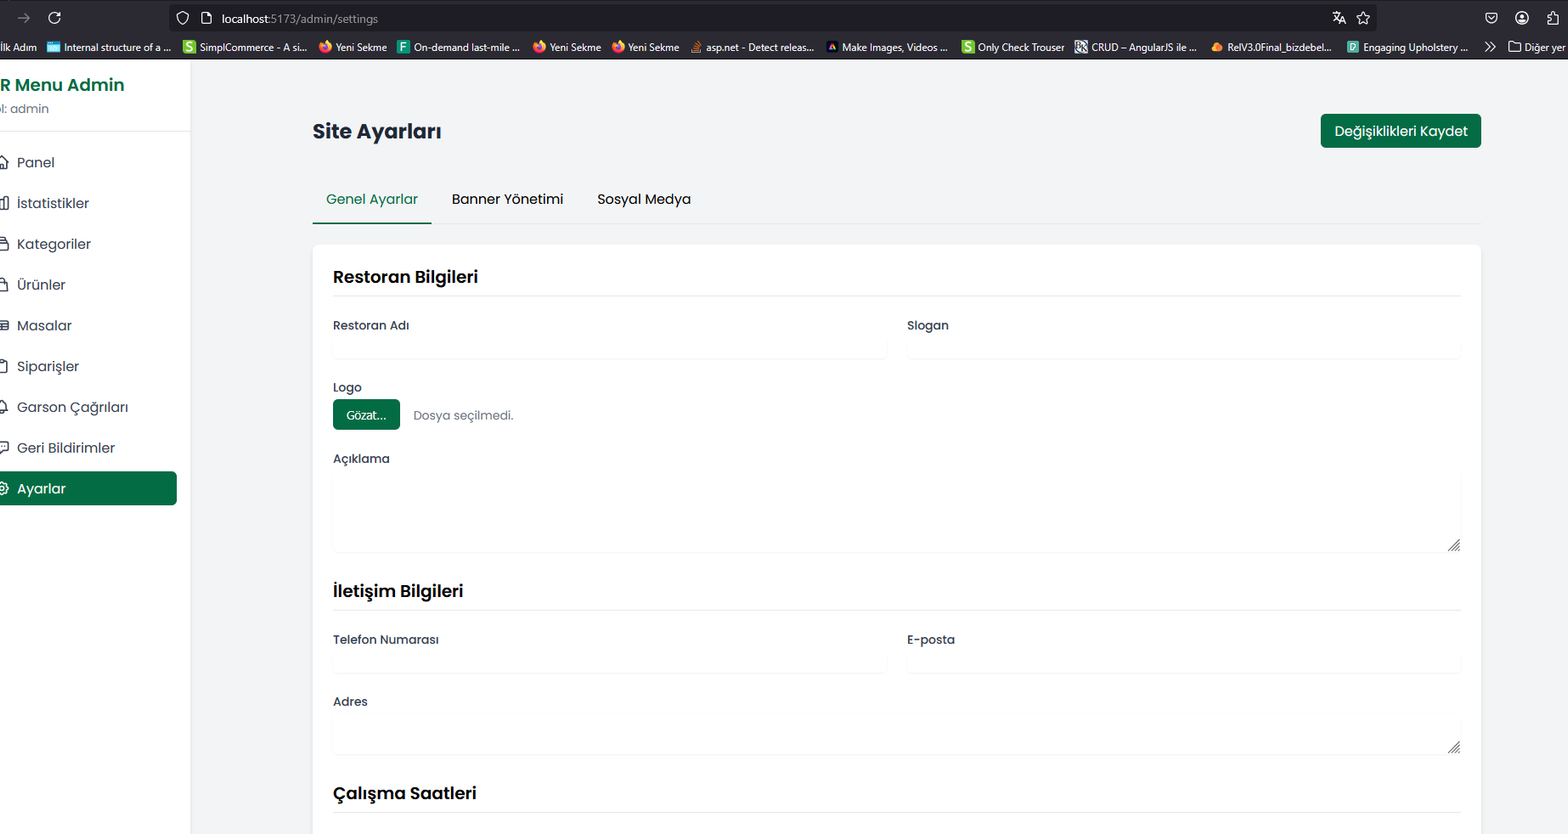 localhost:5173/admin/settings
İlk Adım Internal structure of a ... SimplCommerce - A si... Yeni Sekme On-demand last-mile ... Yeni Sekme Yeni Sekme asp.net - Detect releas... Make Images, Videos ... Only Check Trouser CRUD – AngularJS ile ... RelV3.0Final_bizdebel... Engaging Upholstery ... Diğer yer
R Menu Admin
ol: admin
Panel
İstatistikler
Kategoriler
Ürünler
Masalar
Siparişler
Garson Çağrıları
Geri Bildirimler
Ayarlar
Site Ayarları
Değişiklikleri Kaydet
Genel Ayarlar Banner Yönetimi Sosyal Medya
Restoran Bilgileri
Restoran Adı Slogan
Logo
Gözat... Dosya seçilmedi.
Açıklama
İletişim Bilgileri
Telefon Numarası E-posta
Adres
Çalışma Saatleri